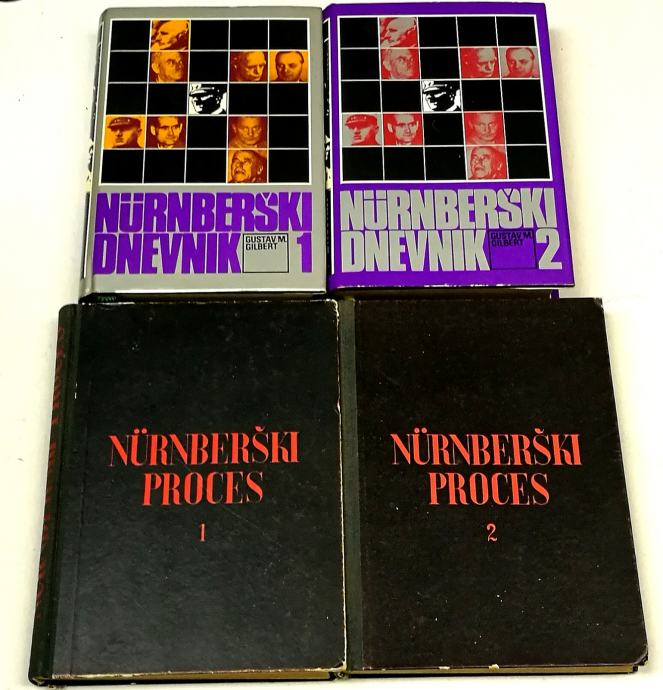 NÜRNBERŠKI
DNEVNIK
GUSTAV M.
GILBERT
1
NÜRNBERŠKI
DNEVNIK
GUSTAV M.
GILBERT
2
NÜRNBERŠKI
PROCES
1
NÜRNBERŠKI
PROCES
2